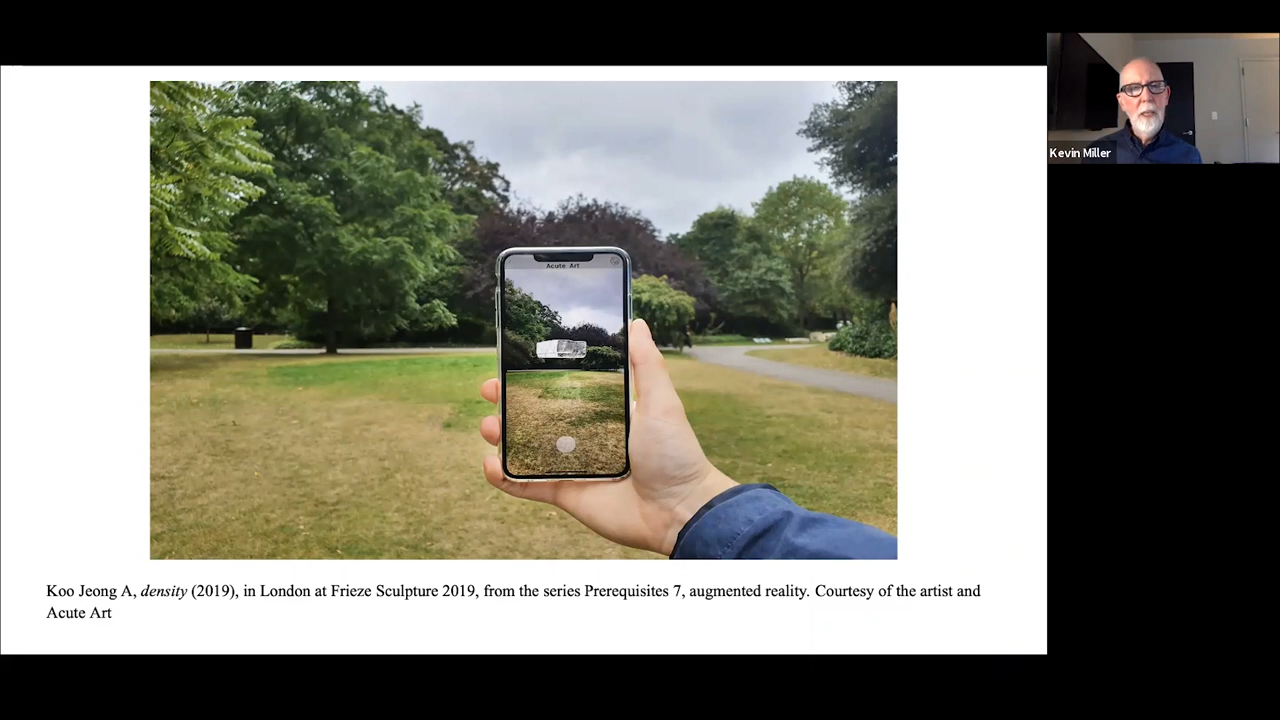 Kevin Miller
Acute Art
Koo Jeong A, density (2019), in London at Frieze Sculpture 2019, from the series Prerequisites 7, augmented reality. Courtesy of the artist and
Acute Art